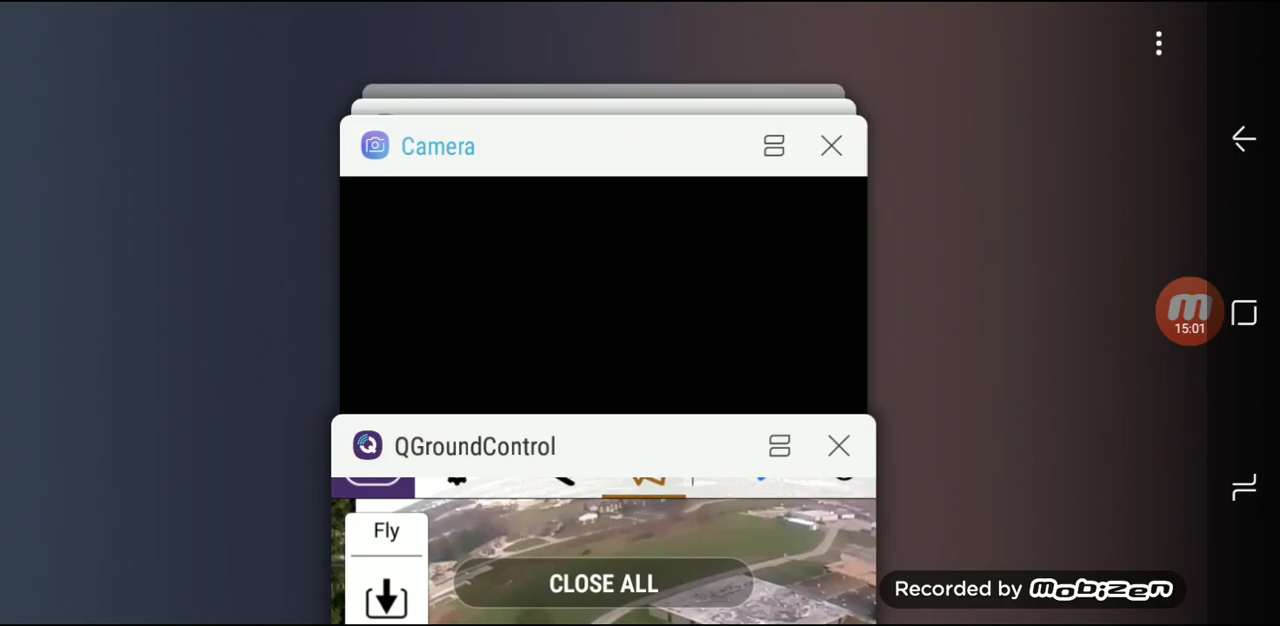 Camera
15:01
QGroundControl
Fly
CLOSE ALL
Recorded by MOBIZEN